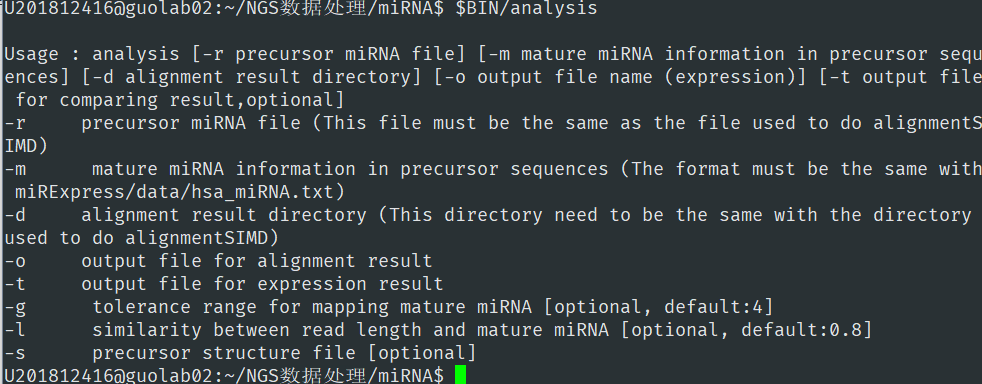 U201812416@guolab02:~/NGS数据处理/miRNA$ $BIN/analysis
Usage : analysis [-r precursor miRNA file] [-m mature miRNA information in precursor sequ
ences] [-d alignment result directory] [-o output file name (expression)] [-t output file
 for comparing result,optional]
-r     precursor miRNA file (This file must be the same as the file used to do alignmentS
IMD)
-m      mature miRNA information in precursor sequences (The format must be the same with
 miRExpress/data/hsa_miRNA.txt)
-d     alignment result directory (This directory need to be the same with the directory
used to do alignmentSIMD)
-o     output file for alignment result
-t     output file for expression result
-g      tolerance range for mapping mature miRNA [optional, default:4]
-l      similarity between read length and mature miRNA [optional, default:0.8]
-s      precursor structure file [optional]
U201812416@guolab02:~/NGS数据处理/miRNA$